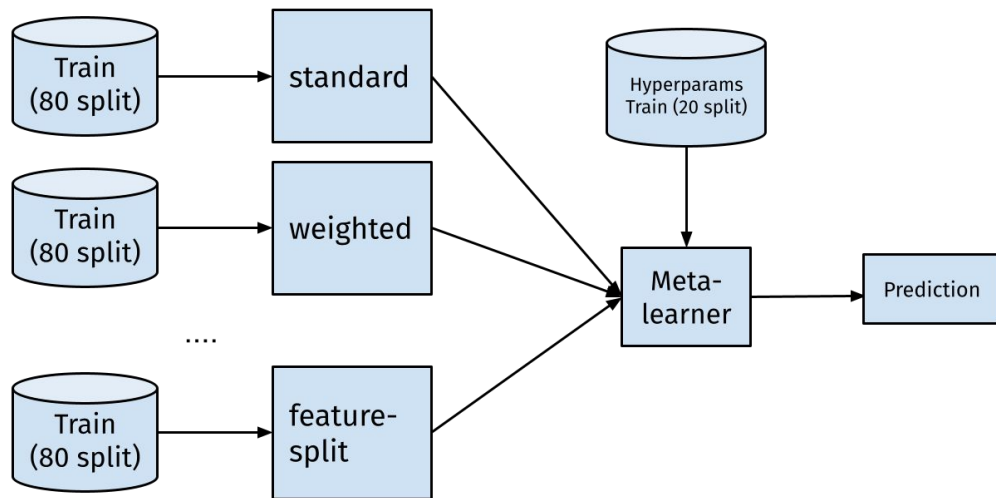 Train
(80 split)
standard
Hyperparams
Train (20 split)
Train
(80 split)
weighted
Meta-
learner
Prediction
....
Train
(80 split)
feature-
split